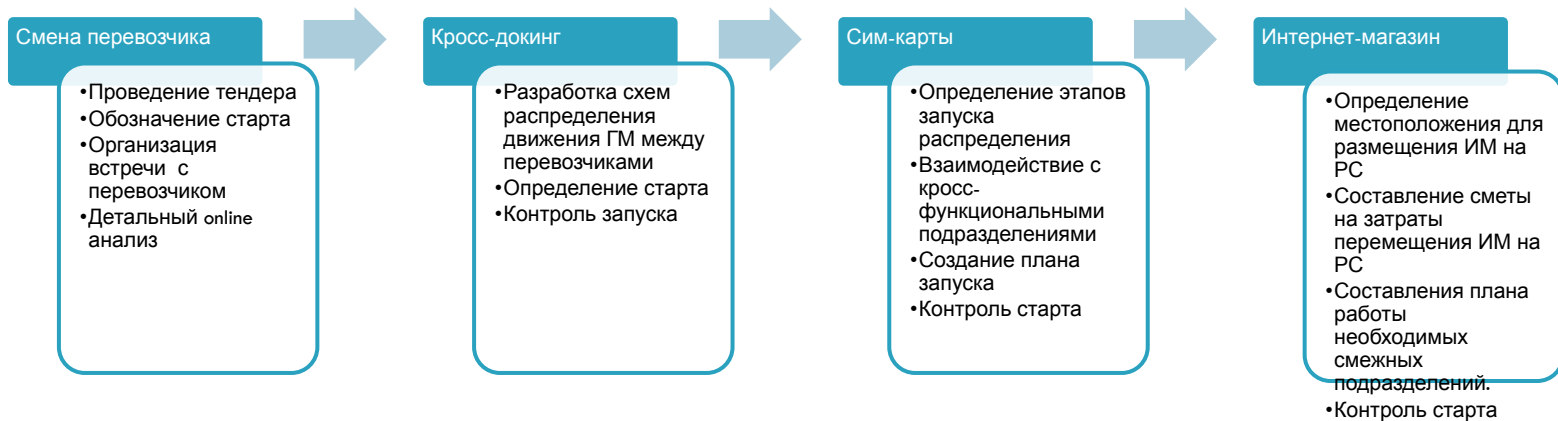 Смена перевозчика
•Проведение тендера
•Обозначение старта
•Организация
встречи с
перевозчиком
•Детальный online
анализ
Кросс-докинг
•Разработка схем
распределения
движения ГМ между
перевозчиками
•Определение старта
•Контроль запуска
Сим-карты
•Определение этапов
запуска
распределения
•Взаимодействие с
кросс-
функциональными
подразделениями
•Создание плана
запуска
•Контроль старта
Интернет-магазин
•Определение
местоположения для
размещения ИМ на
РС
•Составление сметы
на затраты
перемещения ИМ на
РС
•Составления плана
работы
необходимых
смежных
подразделений.
•Контроль старта